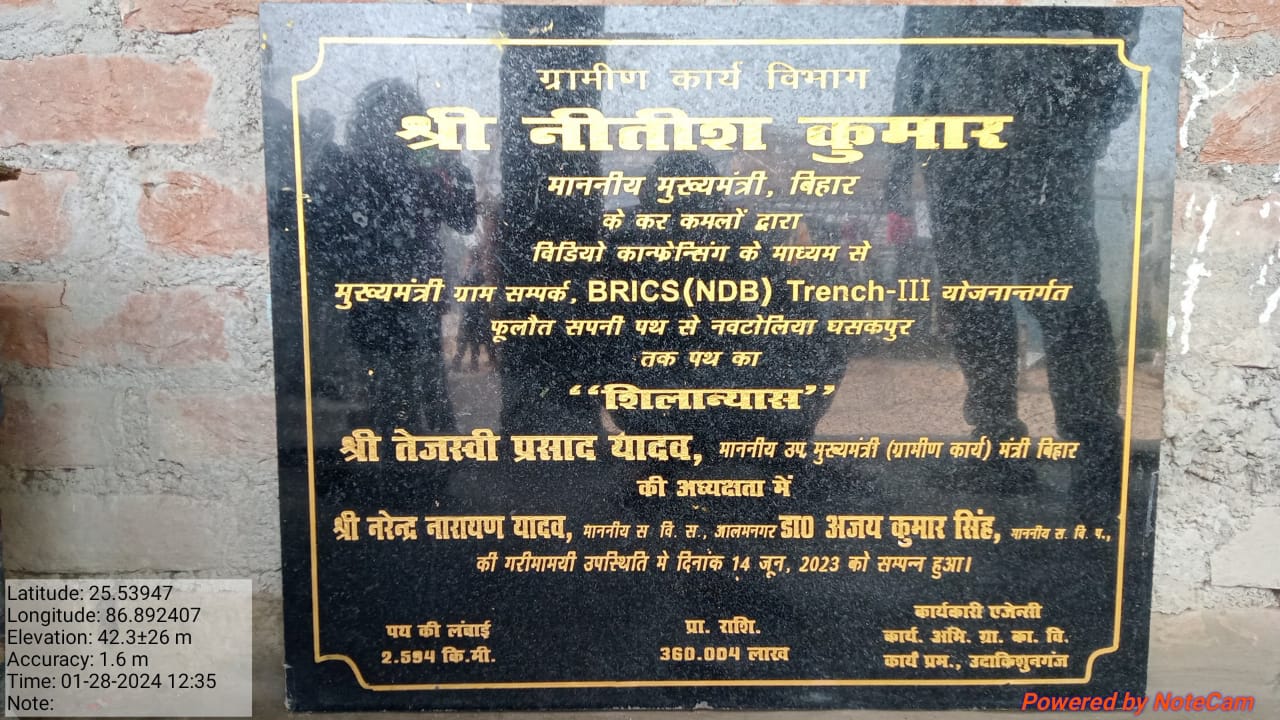 ग्रामीण कार्य विभाग
श्री नीतीश कुमार
माननीय मुख्यमंत्री, बिहार
के कर कमलों द्वारा
विडियो कान्फ्रेन्सिंग के माध्यम से
मुख्यमंत्री ग्राम सम्पर्क, BRICS(NDB) Trench-III योजनान्तर्गत
फूलौत सपनी पथ से नवटोलिया घसकपुर
तक पथ का
“शिलान्यास”
श्री तेजस्वी प्रसाद यादव, माननीय उप मुख्यमंत्री (ग्रामीण कार्य) मंत्री बिहार
की अध्यक्षता में
श्री नरेन्द्र नारायण यादव, माननीय स वि स., आलमनगर डा0 अजय कुमार सिंह, माननीय स. वि. प.,
की गरीमामयी उपस्थिति मे दिनांक 14 जून, 2023 को सम्पन्न हुआ।
पथ की लंबाई
2.594 कि.मी.
प्रा. राशि.
360.004 लाख
कार्यकारी एजेन्सी
कार्य. अभि. ग्रा. का. वि.
कार्य प्रम., उदाकिशुनगंज
Latitude: 25.53947
Longitude: 86.892407
Elevation: 42.3±26 m
Accuracy: 1.6 m
Time: 01-28-2024 12:35
Note:
Powered by NoteCam